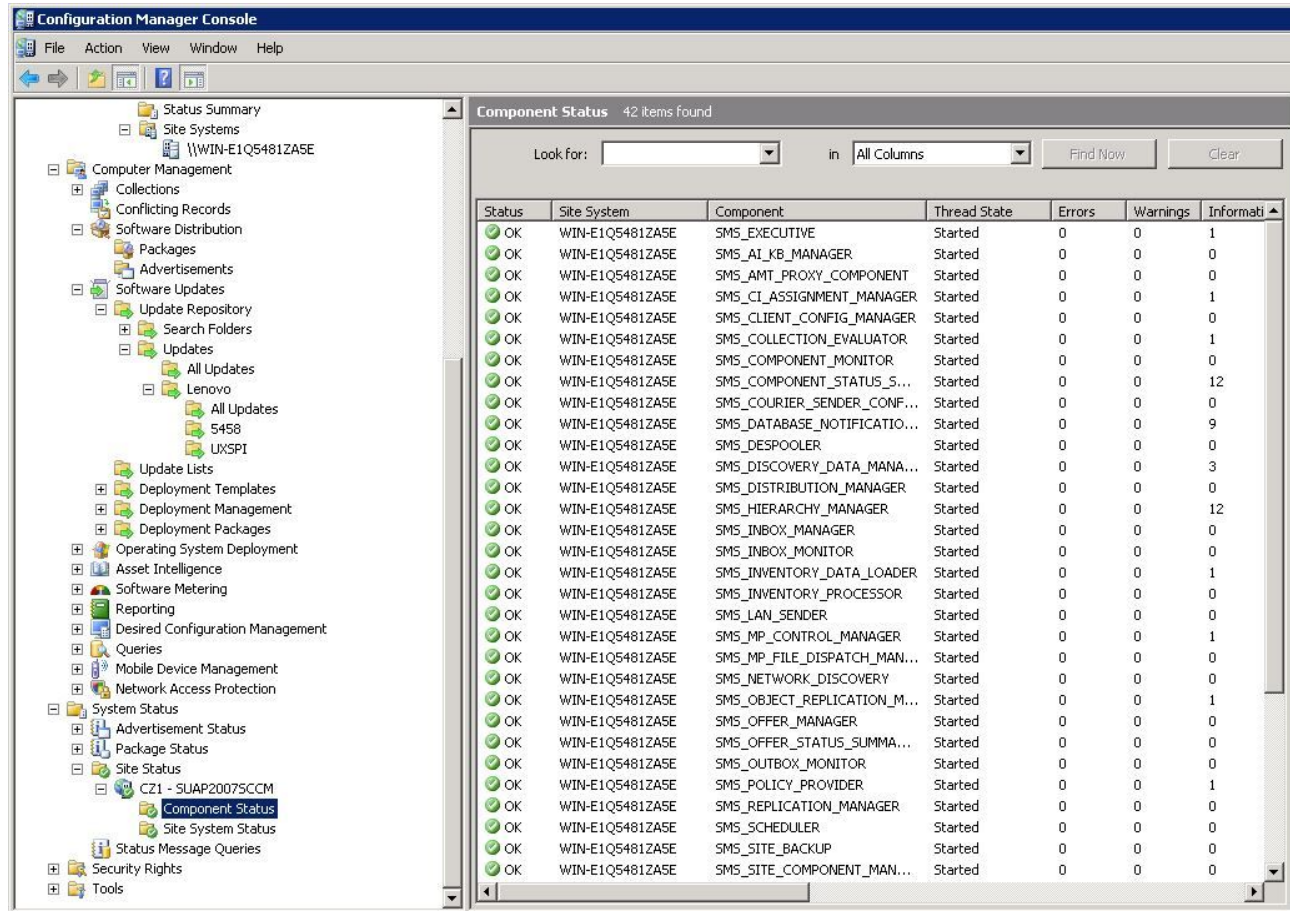 Configuration Manager Console
File Action View Window Help
Status Summary
Site Systems
\\WIN-E1Q5481ZA5E
Computer Management
Collections
Conflicting Records
Software Distribution
Packages
Advertisements
Software Updates
Update Repository
Search Folders
Updates
All Updates
Lenovo
All Updates
5458
UXSPI
Update Lists
Deployment Templates
Deployment Management
Deployment Packages
Operating System Deployment
Asset Intelligence
Software Metering
Reporting
Desired Configuration Management
Queries
Mobile Device Management
Network Access Protection
System Status
Advertisement Status
Package Status
Site Status
CZ1 - SUAP2007SCCM
Component Status
Site System Status
Status Message Queries
Security Rights
Tools
Component Status 42 items found
Look for: in All Columns Find Now Clear
Status Site System Component Thread State Errors Warnings Informati
OK WIN-E1Q5481ZA5E SMS_EXECUTIVE Started 0 0 1
OK WIN-E1Q5481ZA5E SMS_AI_KB_MANAGER Started 0 0 0
OK WIN-E1Q5481ZA5E SMS_AMT_PROXY_COMPONENT Started 0 0 0
OK WIN-E1Q5481ZA5E SMS_CI_ASSIGNMENT_MANAGER Started 0 0 1
OK WIN-E1Q5481ZA5E SMS_CLIENT_CONFIG_MANAGER Started 0 0 0
OK WIN-E1Q5481ZA5E SMS_COLLECTION_EVALUATOR Started 0 0 1
OK WIN-E1Q5481ZA5E SMS_COMPONENT_MONITOR Started 0 0 0
OK WIN-E1Q5481ZA5E SMS_COMPONENT_STATUS_S... Started 0 0 12
OK WIN-E1Q5481ZA5E SMS_COURIER_SENDER_CONF... Started 0 0 0
OK WIN-E1Q5481ZA5E SMS_DATABASE_NOTIFICATIO... Started 0 0 9
OK WIN-E1Q5481ZA5E SMS_DESPOOLER Started 0 0 0
OK WIN-E1Q5481ZA5E SMS_DISCOVERY_DATA_MANA... Started 0 0 3
OK WIN-E1Q5481ZA5E SMS_DISTRIBUTION_MANAGER Started 0 0 0
OK WIN-E1Q5481ZA5E SMS_HIERARCHY_MANAGER Started 0 0 12
OK WIN-E1Q5481ZA5E SMS_INBOX_MANAGER Started 0 0 0
OK WIN-E1Q5481ZA5E SMS_INBOX_MONITOR Started 0 0 0
OK WIN-E1Q5481ZA5E SMS_INVENTORY_DATA_LOADER Started 0 0 1
OK WIN-E1Q5481ZA5E SMS_INVENTORY_PROCESSOR Started 0 0 0
OK WIN-E1Q5481ZA5E SMS_LAN_SENDER Started 0 0 0
OK WIN-E1Q5481ZA5E SMS_MP_CONTROL_MANAGER Started 0 0 1
OK WIN-E1Q5481ZA5E SMS_MP_FILE_DISPATCH_MAN... Started 0 0 0
OK WIN-E1Q5481ZA5E SMS_NETWORK_DISCOVERY Started 0 0 0
OK WIN-E1Q5481ZA5E SMS_OBJECT_REPLICATION_M... Started 0 0 1
OK WIN-E1Q5481ZA5E SMS_OFFER_MANAGER Started 0 0 0
OK WIN-E1Q5481ZA5E SMS_OFFER_STATUS_SUMMA... Started 0 0 0
OK WIN-E1Q5481ZA5E SMS_OUTBOX_MONITOR Started 0 0 0
OK WIN-E1Q5481ZA5E SMS_POLICY_PROVIDER Started 0 0 1
OK WIN-E1Q5481ZA5E SMS_REPLICATION_MANAGER Started 0 0 0
OK WIN-E1Q5481ZA5E SMS_SCHEDULER Started 0 0 0
OK WIN-E1Q5481ZA5E SMS_SITE_BACKUP Started 0 0 0
OK WIN-E1Q5481ZA5E SMS_SITE_COMPONENT_MAN... Started 0 0 0